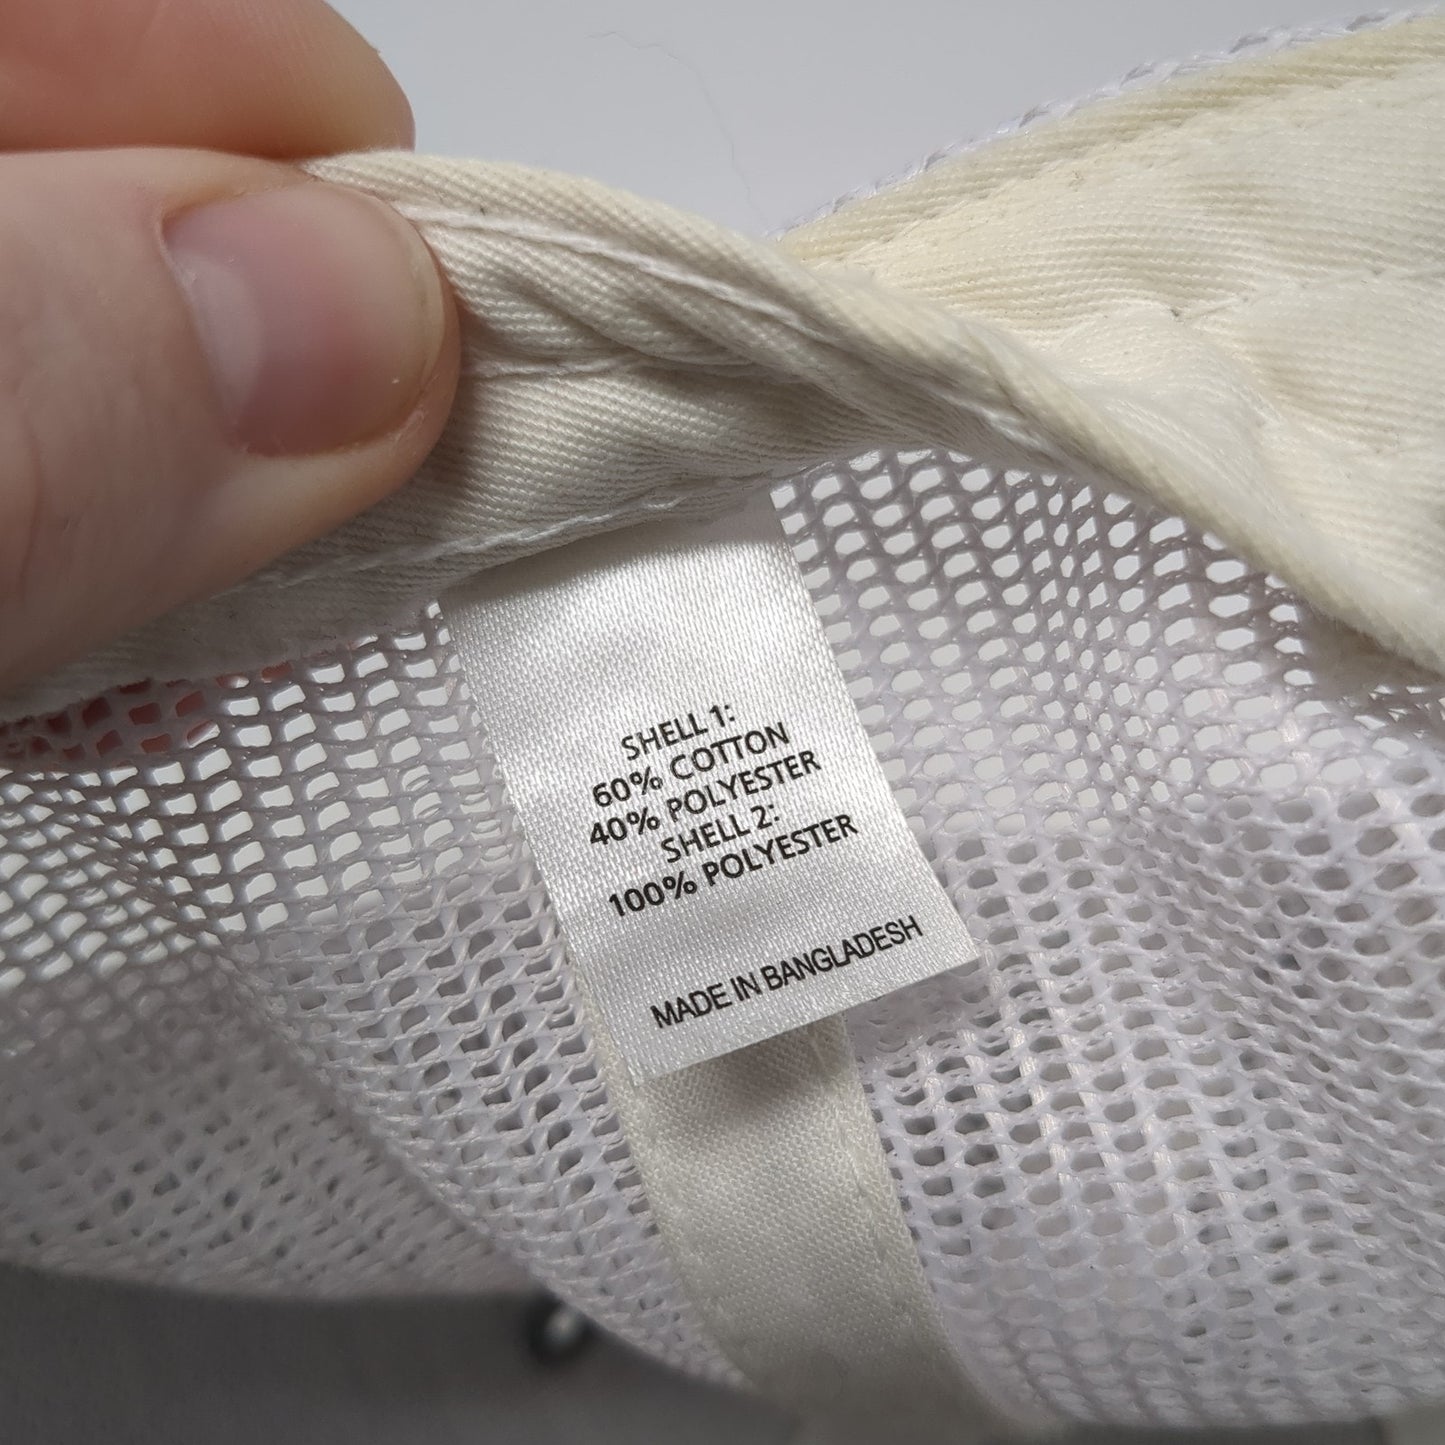 SHELL 1:
60% COTTON
40% POLYESTER
SHELL 2:
100% POLYESTER
MADE IN BANGLADESH